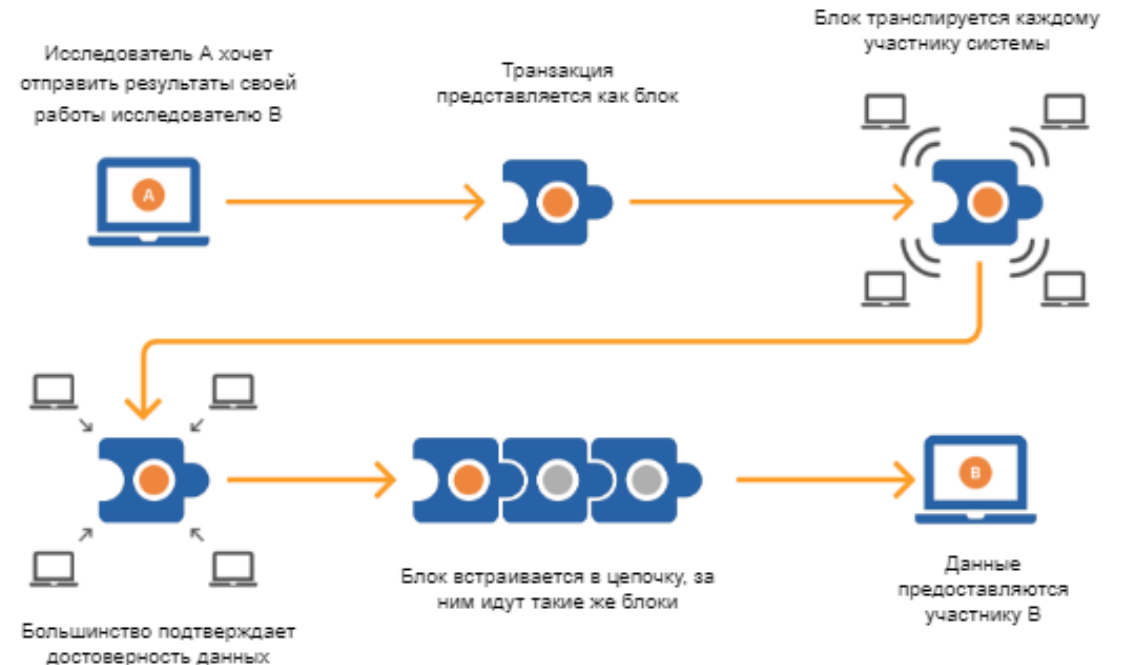 Исследователь А хочет
отправить результаты своей
работы исследователю В
Транзакция
представляется как блок
Блок транслируется каждому
участнику системы
А
Большинство подтверждает
достоверность данных
Блок встраивается в цепочку, за
ним идут такие же блоки
В
Данные
предоставляются
участнику В